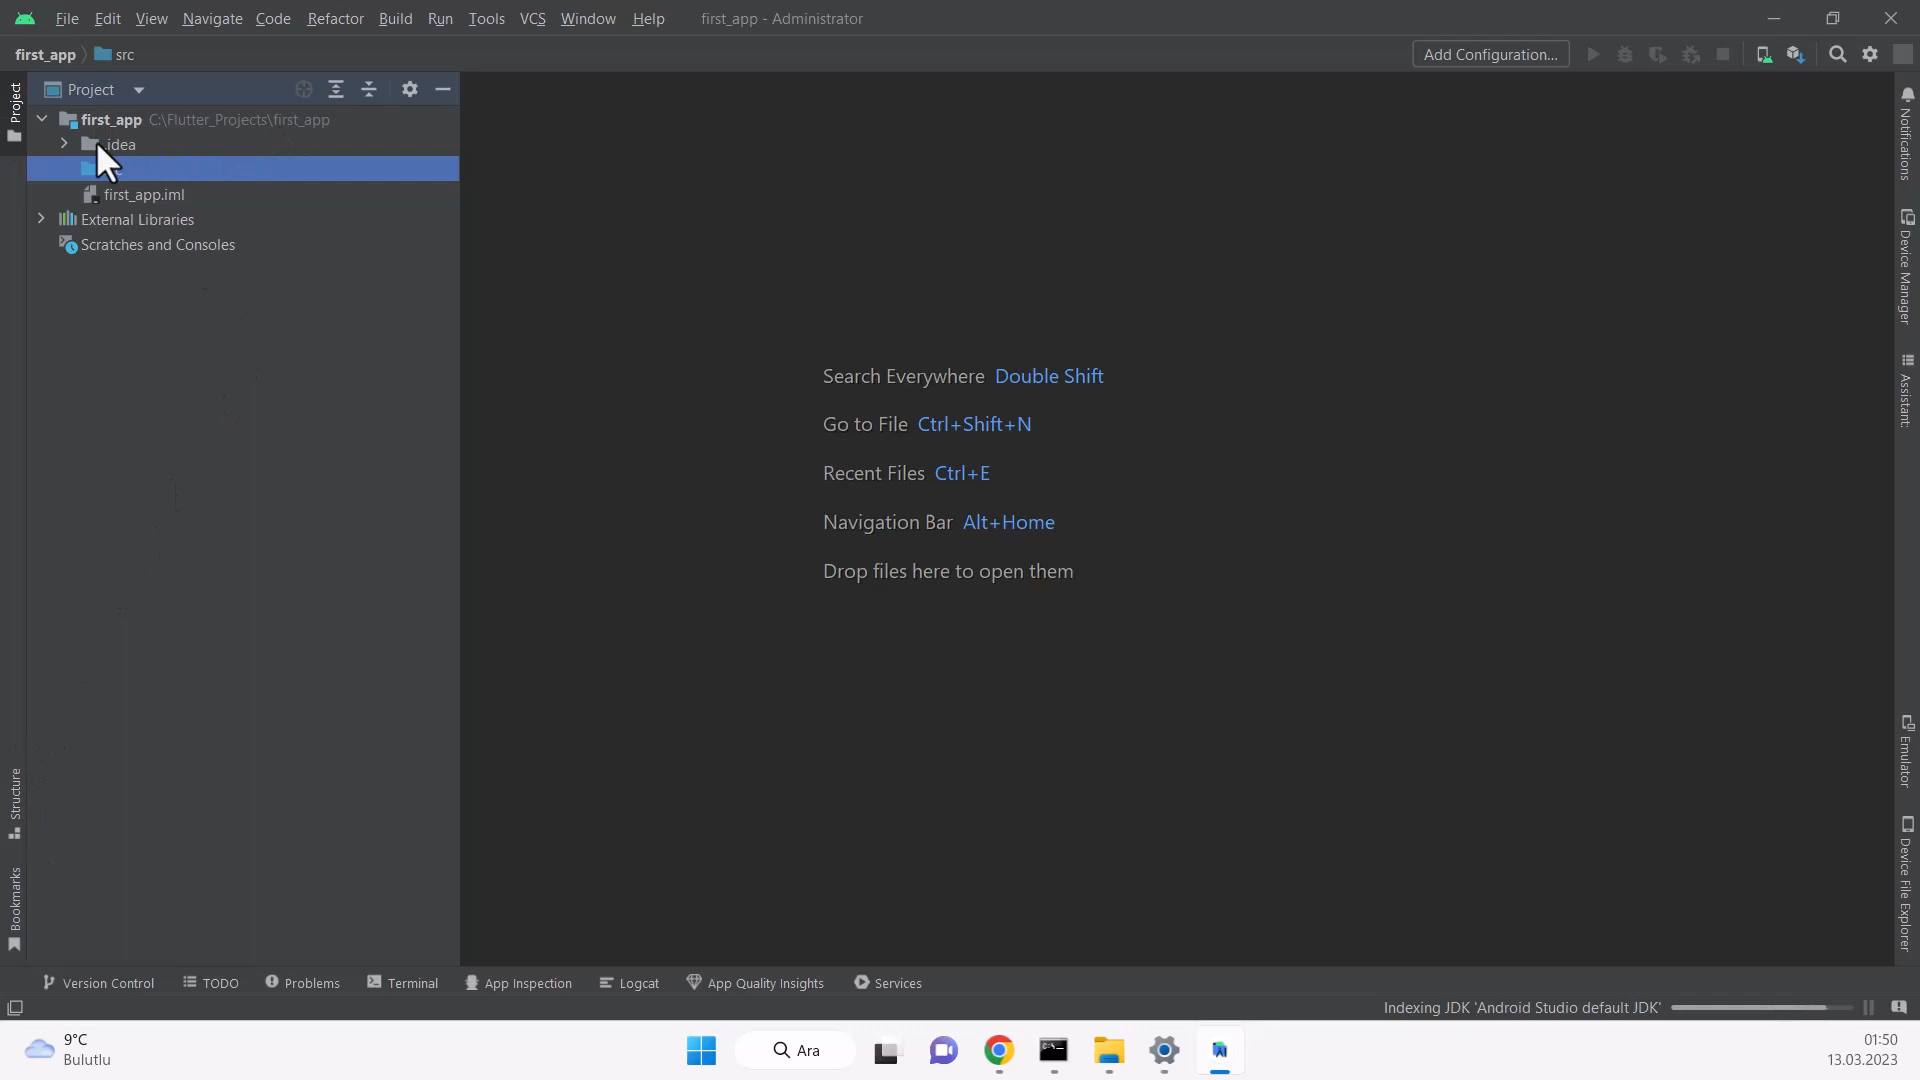 File Edit View Navigate Code Refactor Build Run Tools VCS Window Help first_app - Administrator
first_app src
Add Configuration...
Project
Project
first_app C:\Flutter_Projects\first_app
.idea
first_app.iml
External Libraries
Scratches and Consoles
Search Everywhere Double Shift
Go to File Ctrl+Shift+N
Recent Files Ctrl+E
Navigation Bar Alt+Home
Drop files here to open them
Structure
Bookmarks
Notifications
Device Manager
Assistant:
Emulator
Device File Explorer
Version Control TODO Problems Terminal App Inspection Logcat App Quality Insights Services
Indexing JDK 'Android Studio default JDK'
9°C
Bulutlu
Ara
01:50
13.03.2023